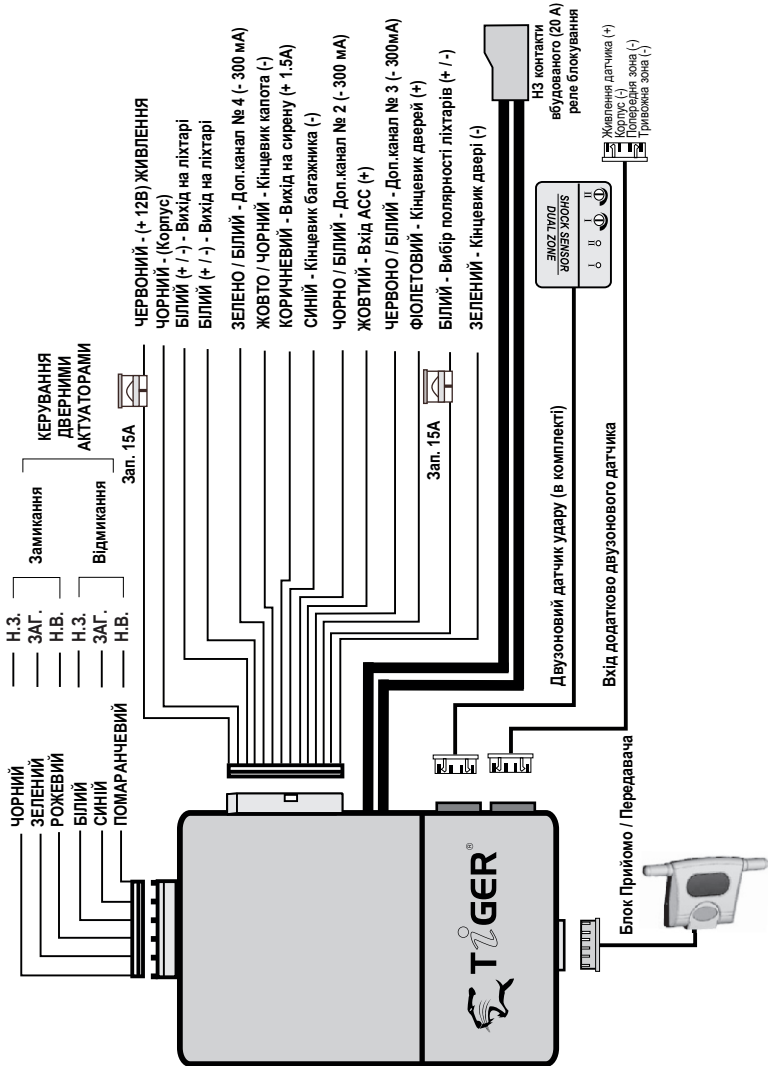 ЧОРНИЙ
ЗЕЛЕНИЙ
РОЖЕВИЙ
БІЛИЙ
СИНІЙ
ПОМАРАНЧЕВИЙ
Н.З.
ЗАГ.
Н.В.
Н.З.
ЗАГ.
Н.В.
Замикання
Відмикання
КЕРУВАННЯ
ДВЕРНИМИ
АКТУАТОРАМИ
Зап. 15А
ЧЕРВОНИЙ - (+ 12В) ЖИВЛЕННЯ
ЧОРНИЙ - (Корпус)
БІЛИЙ (+ / -) - Вихід на ліхтарі
БІЛИЙ (+ / -) - Вихід на ліхтарі
ЗЕЛЕНО / БІЛИЙ - Доп.канал № 4 (- 300 мА)
ЖОВТО / ЧОРНИЙ - Кінцевик капота (-)
КОРИЧНЕВИЙ - Вихід на сирену (+ 1.5А)
СИНІЙ - Кінцевик багажника (-)
ЧОРНО / БІЛИЙ - Доп.канал № 2 (- 300 мА)
ЖОВТИЙ - Вхід АСС (+)
ЧЕРВОНО / БІЛИЙ - Доп.канал № 3 (- 300мА)
ФІОЛЕТОВИЙ - Кінцевик дверей (+)
БІЛИЙ - Вибір полярності ліхтарів (+ / -)
ЗЕЛЕНИЙ - Кінцевик двері (-)
Зап. 15А
НЗ контакти
вбудованого (20 А)
реле блокування
Двузоновий датчик удару (в комплекті)
SHOCK SENSOR
DUAL ZONE
I II I II
Вхід додатково двузонового датчика
Живлення датчика (+)
Корпус (-)
Попередня зона (-)
Тривожна зона (-)
Блок Прийомо / Передавача
TiGER®